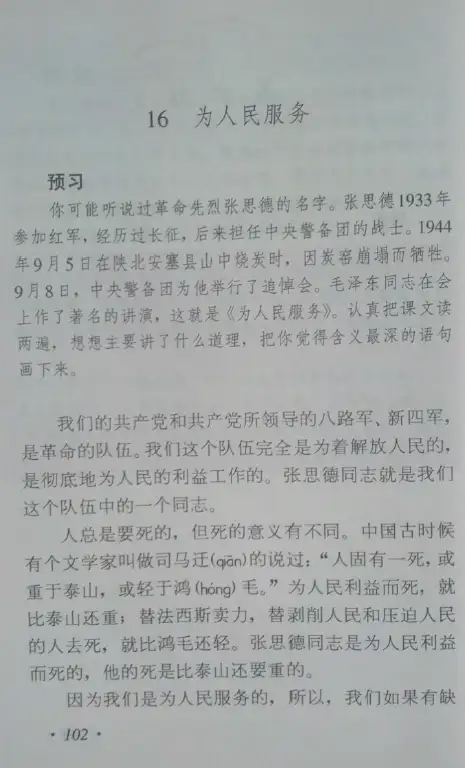 16 为人民服务
预习
你可能听说过革命先烈张思德的名字。张思德1933年
参加红军，经历过长征，后来担任中央警备团的战士。1944
年9月5日在陕北安塞县山中烧炭时，因炭窑崩塌而牺牲。
9月8日，中央警备团为他举行了追悼会。毛泽东同志在会
上作了著名的讲演，这就是《为人民服务》。认真把课文读
两遍，想想主要讲了什么道理，把你觉得含义最深的语句
画下来。
我们的共产党和共产党所领导的八路军、新四军，
是革命的队伍。我们这个队伍完全是为着解放人民的，
是彻底地为人民的利益工作的。张思德同志就是我们
这个队伍中的一个同志。
人总是要死的，但死的意义有不同。中国古时候
有个文学家叫做司马迁(qiān)的说过：“人固有一死，或
重于泰山，或轻于鸿(hóng)毛。”为人民利益而死，就
比泰山还重；替法西斯卖力，替剥削人民和压迫人民
的人去死，就比鸿毛还轻。张思德同志是为人民利益
而死的，他的死是比泰山还要重的。
因为我们是为人民服务的，所以，我们如果有缺
· 102 ·